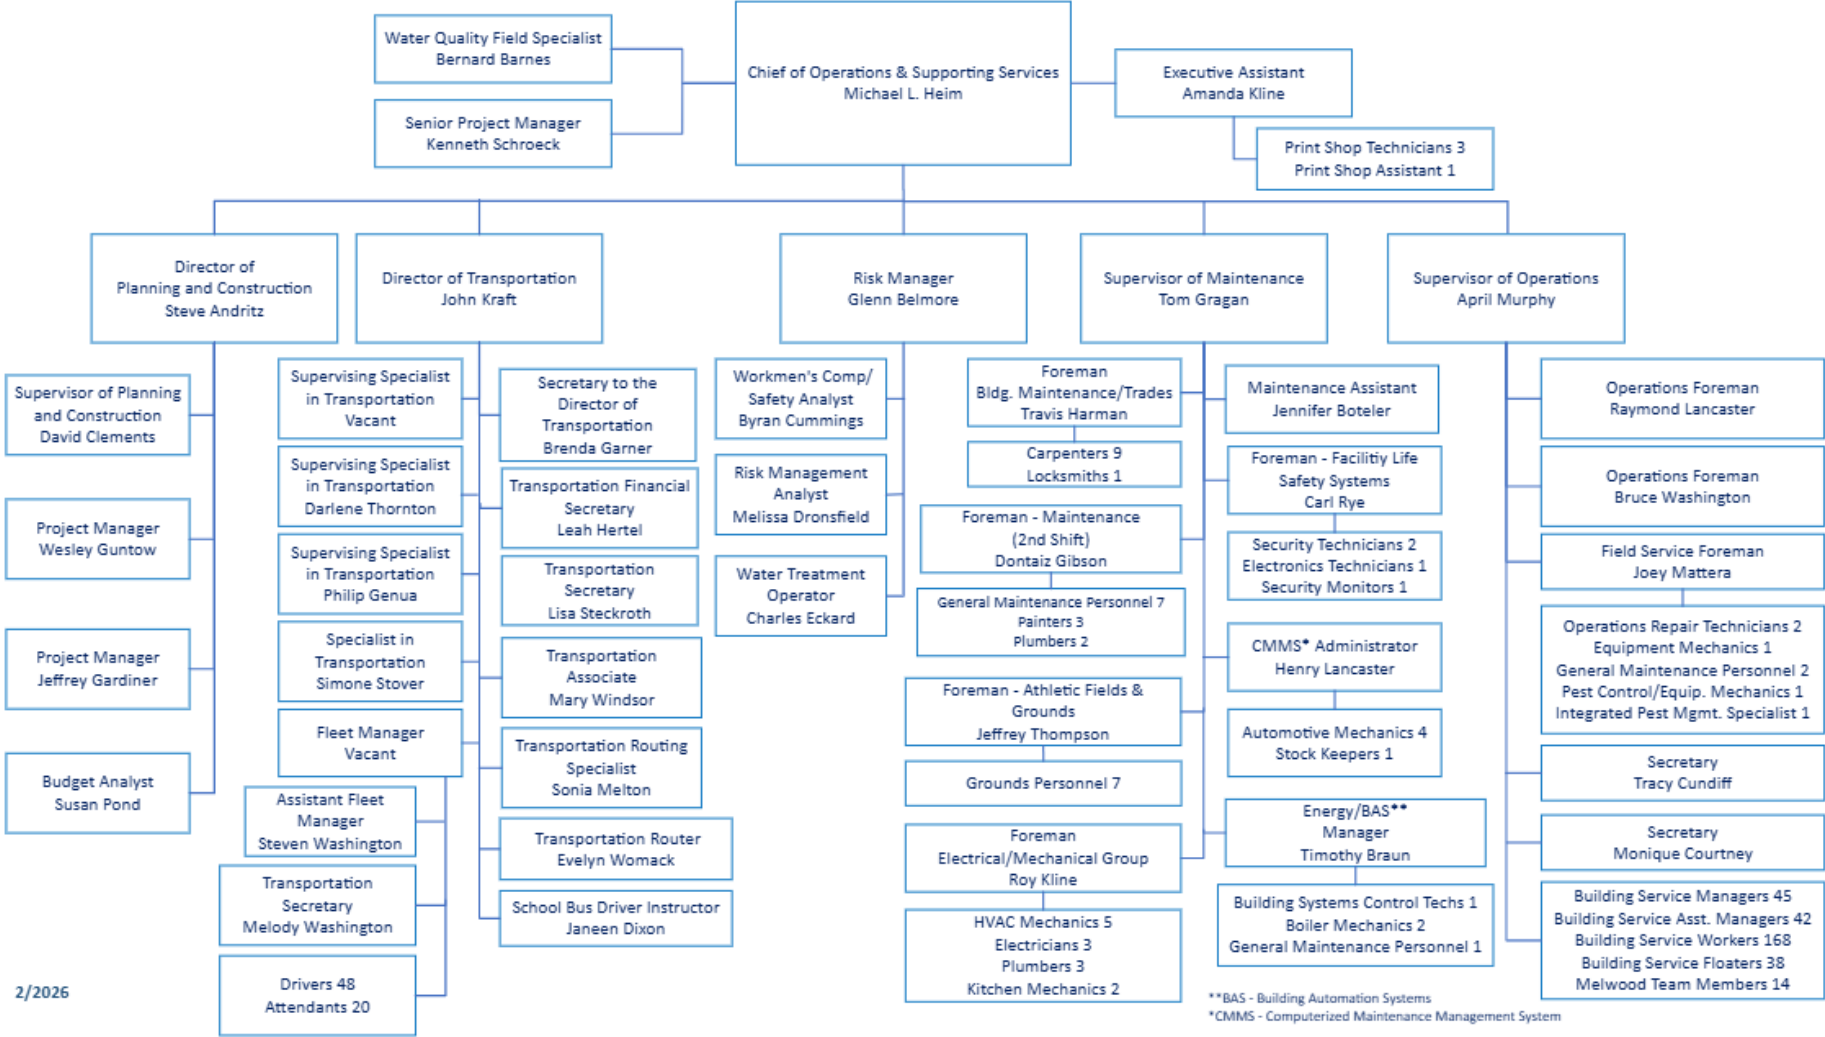 Water Quality Field Specialist
Bernard Barnes
Senior Project Manager
Kenneth Schroeck
Chief of Operations & Supporting Services
Michael L. Heim
Executive Assistant
Amanda Kline
Print Shop Technicians 3
Print Shop Assistant 1
Director of
Planning and Construction
Steve Andritz
Director of Transportation
John Kraft
Risk Manager
Glenn Belmore
Supervisor of Maintenance
Tom Gragan
Supervisor of Operations
April Murphy
Supervisor of Planning
and Construction
David Clements
Project Manager
Wesley Guntow
Project Manager
Jeffrey Gardiner
Budget Analyst
Susan Pond
Supervising Specialist
in Transportation
Vacant
Supervising Specialist
in Transportation
Darlene Thornton
Supervising Specialist
in Transportation
Philip Genua
Specialist in
Transportation
Simone Stover
Fleet Manager
Vacant
Assistant Fleet
Manager
Steven Washington
Transportation
Secretary
Melody Washington
Drivers 48
Attendants 20
Secretary to the
Director of
Transportation
Brenda Garner
Transportation Financial
Secretary
Leah Hertel
Transportation
Secretary
Lisa Steckroth
Transportation
Associate
Mary Windsor
Transportation Routing
Specialist
Sonia Melton
Transportation Router
Evelyn Womack
School Bus Driver Instructor
Janeen Dixon
Workmen's Comp/
Safety Analyst
Byran Cummings
Risk Management
Analyst
Melissa Dronsfield
Water Treatment
Operator
Charles Eckard
Foreman
Bldg. Maintenance/Trades
Travis Harman
Carpenters 9
Locksmiths 1
Foreman - Maintenance
(2nd Shift)
Dontaiz Gibson
General Maintenance Personnel 7
Painters 3
Plumbers 2
Foreman - Athletic Fields &
Grounds
Jeffrey Thompson
Grounds Personnel 7
Foreman
Electrical/Mechanical Group
Roy Kline
HVAC Mechanics 5
Electricians 3
Plumbers 3
Kitchen Mechanics 2
Maintenance Assistant
Jennifer Boteler
Foreman - Facilitiy Life
Safety Systems
Carl Rye
Security Technicians 2
Electronics Technicians 1
Security Monitors 1
CMMS* Administrator
Henry Lancaster
Automotive Mechanics 4
Stock Keepers 1
Energy/BAS**
Manager
Timothy Braun
Building Systems Control Techs 1
Boiler Mechanics 2
General Maintenance Personnel 1
Operations Foreman
Raymond Lancaster
Operations Foreman
Bruce Washington
Field Service Foreman
Joey Mattera
Operations Repair Technicians 2
Equipment Mechanics 1
General Maintenance Personnel 2
Pest Control/Equip. Mechanics 1
Integrated Pest Mgmt. Specialist 1
Secretary
Tracy Cundiff
Secretary
Monique Courtney
Building Service Managers 45
Building Service Asst. Managers 42
Building Service Workers 168
Building Service Floaters 38
Melwood Team Members 14
2/2026
**BAS - Building Automation Systems
*CMMS - Computerized Maintenance Management System